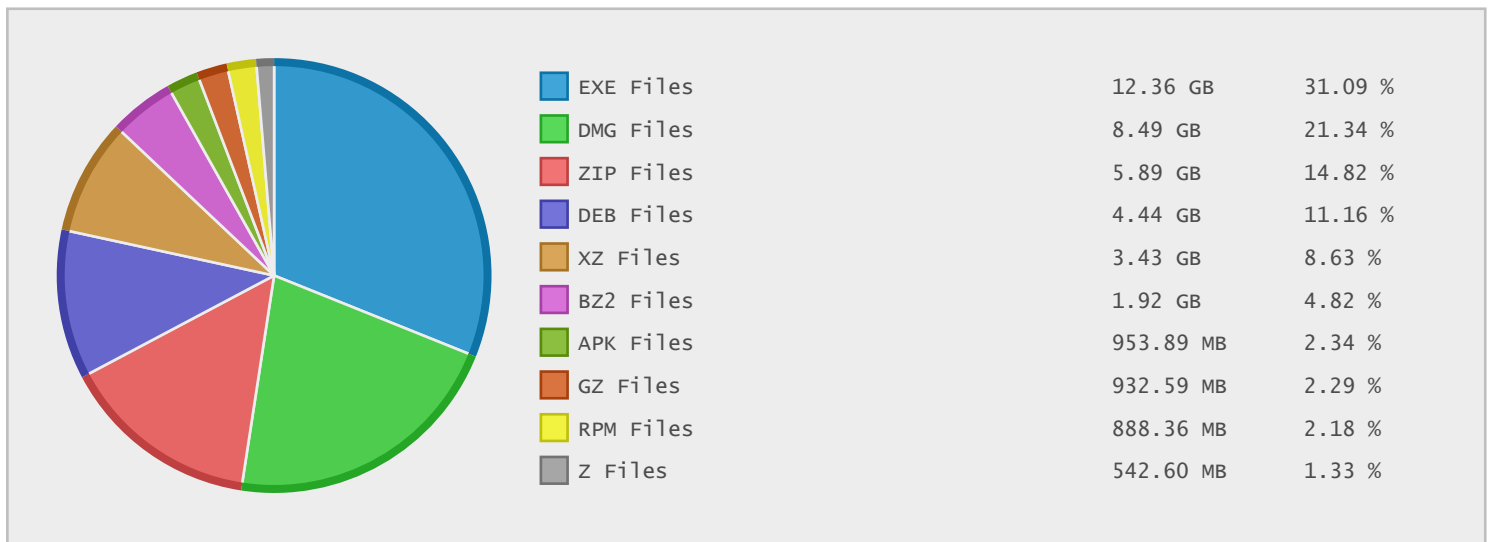 EXE Files 12.36 GB 31.09 %
DMG Files 8.49 GB 21.34 %
ZIP Files 5.89 GB 14.82 %
DEB Files 4.44 GB 11.16 %
XZ Files 3.43 GB 8.63 %
BZ2 Files 1.92 GB 4.82 %
APK Files 953.89 MB 2.34 %
GZ Files 932.59 MB 2.29 %
RPM Files 888.36 MB 2.18 %
Z Files 542.60 MB 1.33 %